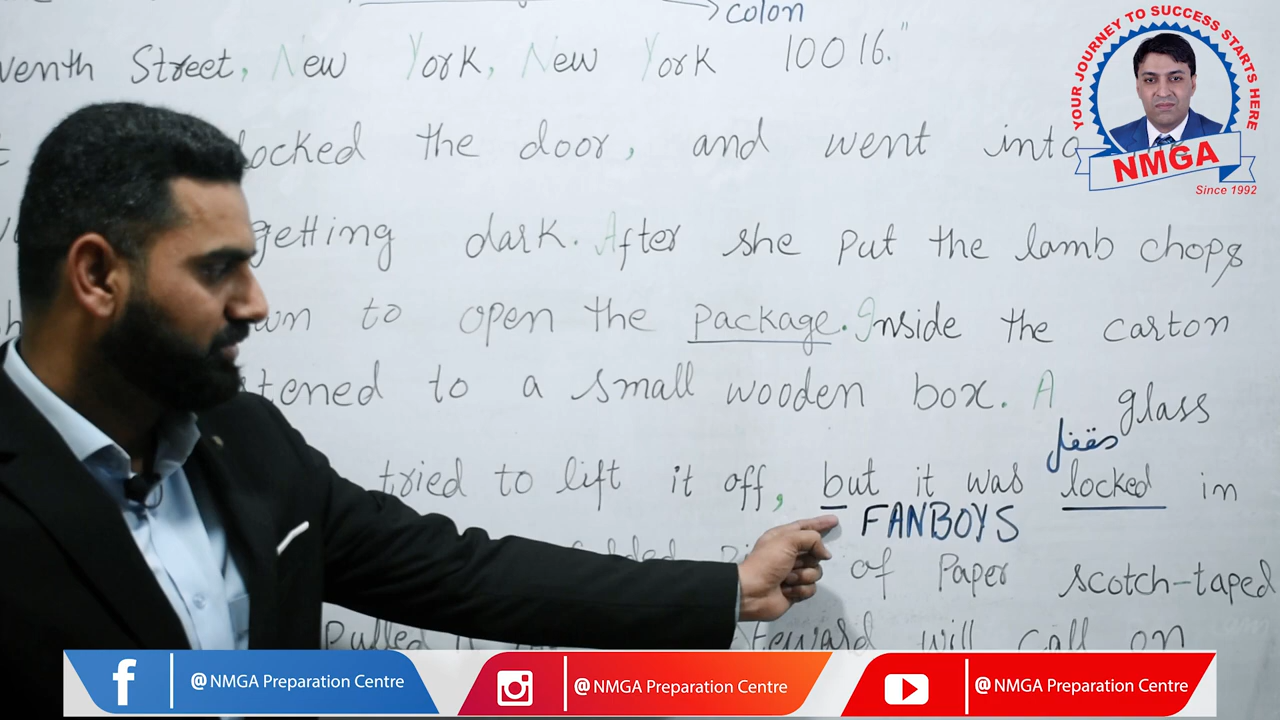 colon
venth Street, New York, New York 10016."
locked the door, and went into
getting dark. After she put the lamb chops
to open the package. Inside the carton
tened to a small wooden box. A glass
مقفل
tried to lift it off, but it was locked in
FANBOYS
of Paper scotch-taped
Pulled will call on
YOUR JOURNEY TO SUCCESS STARTS HERE
NMGA
Since 1992
@NMGA Preparation Centre
@NMGA Preparation Centre
@NMGA Preparation Centre